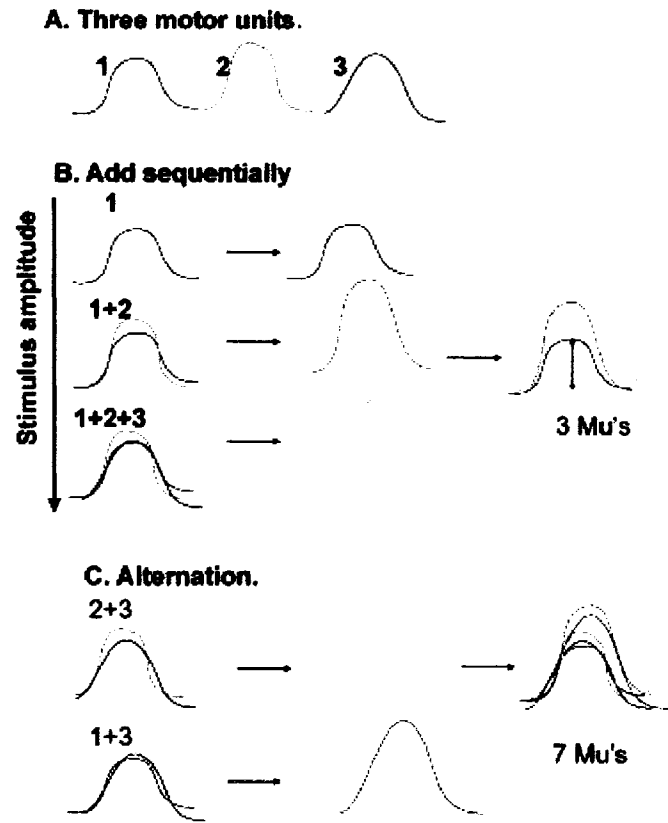 A. Three motor units.
1 2 3
B. Add sequentially
Stimulus amplitude
1
1+2
3 Mu's
1+2+3
C. Alternation.
2+3
1+3
7 Mu's